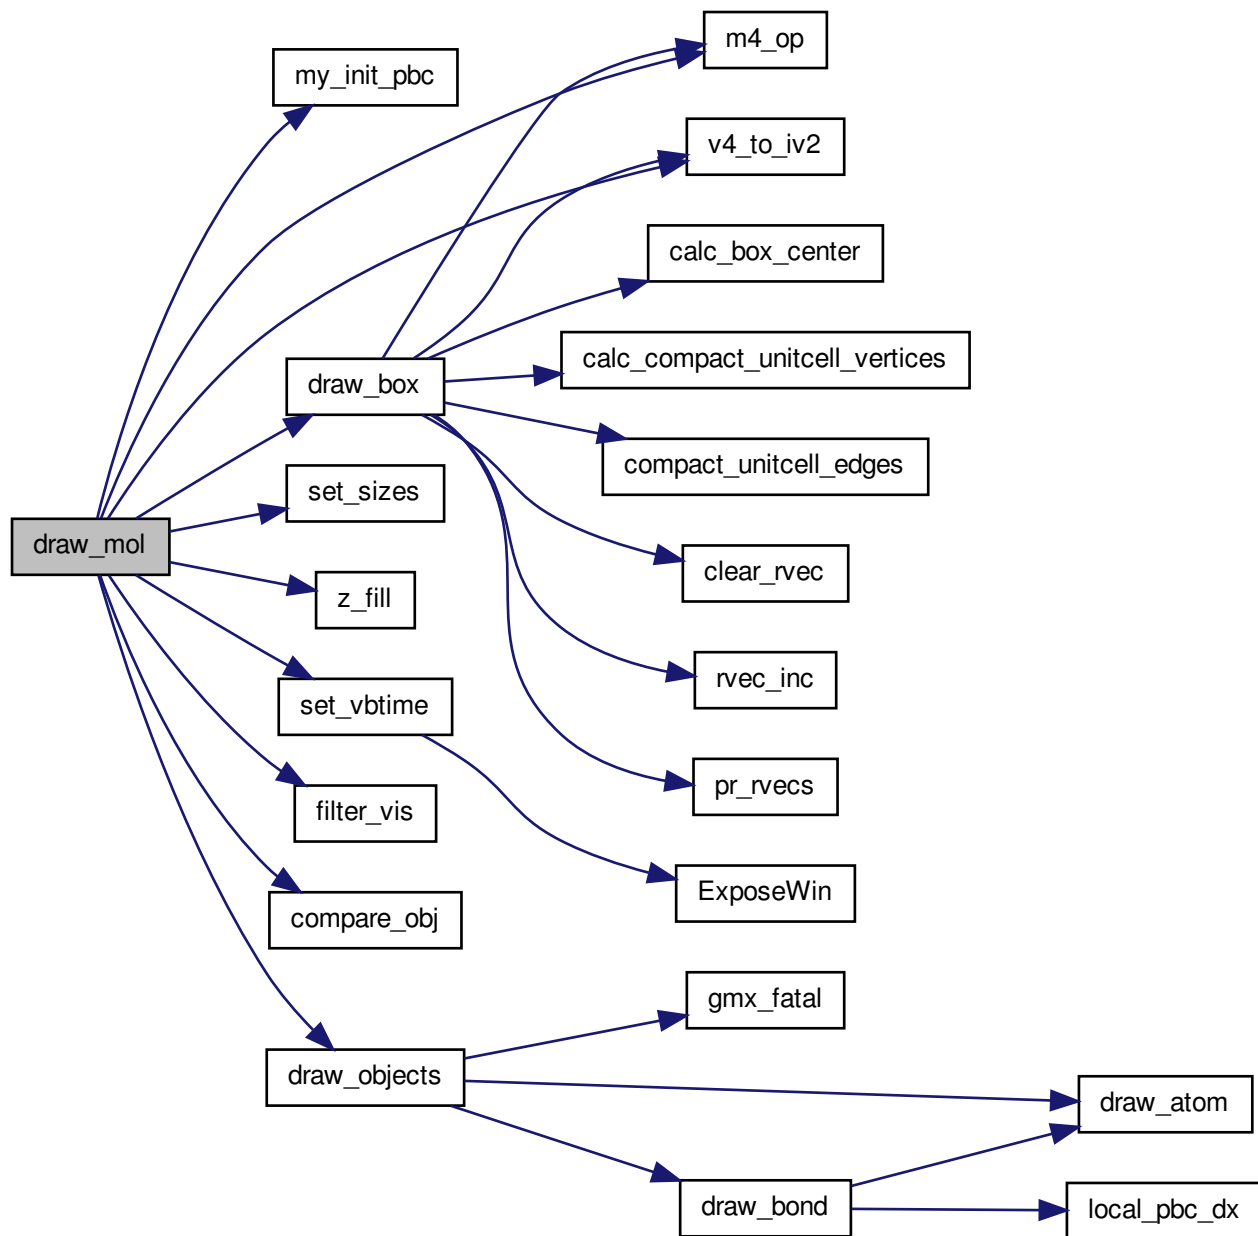 m4_op
my_init_pbc
v4_to_iv2
calc_box_center
calc_compact_unitcell_vertices
draw_box
compact_unitcell_edges
set_sizes
draw_mol
clear_rvec
z_fill
rvec_inc
set_vbtime
pr_rvecs
filter_vis
ExposeWin
compare_obj
gmx_fatal
draw_objects
draw_atom
draw_bond
local_pbc_dx